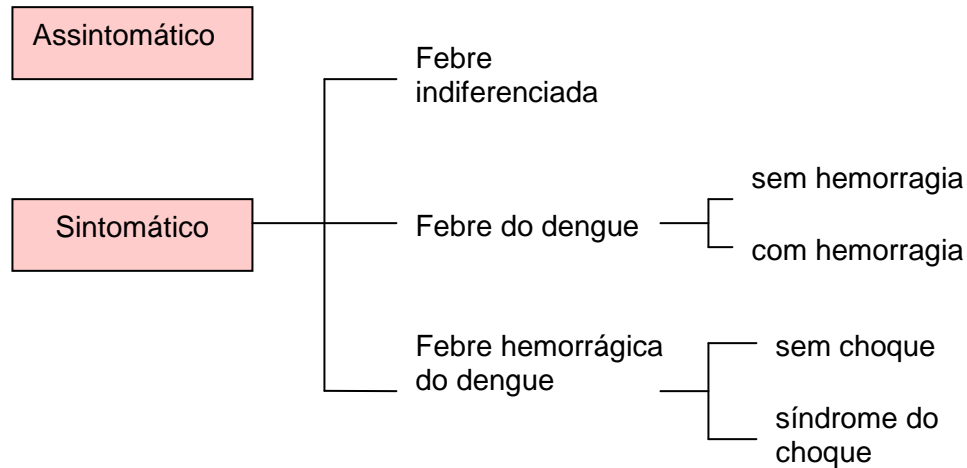 Assintomático
Febre
indiferenciada
Sintomático
Febre do dengue
sem hemorragia
com hemorragia
Febre hemorrágica
do dengue
sem choque
síndrome do
choque